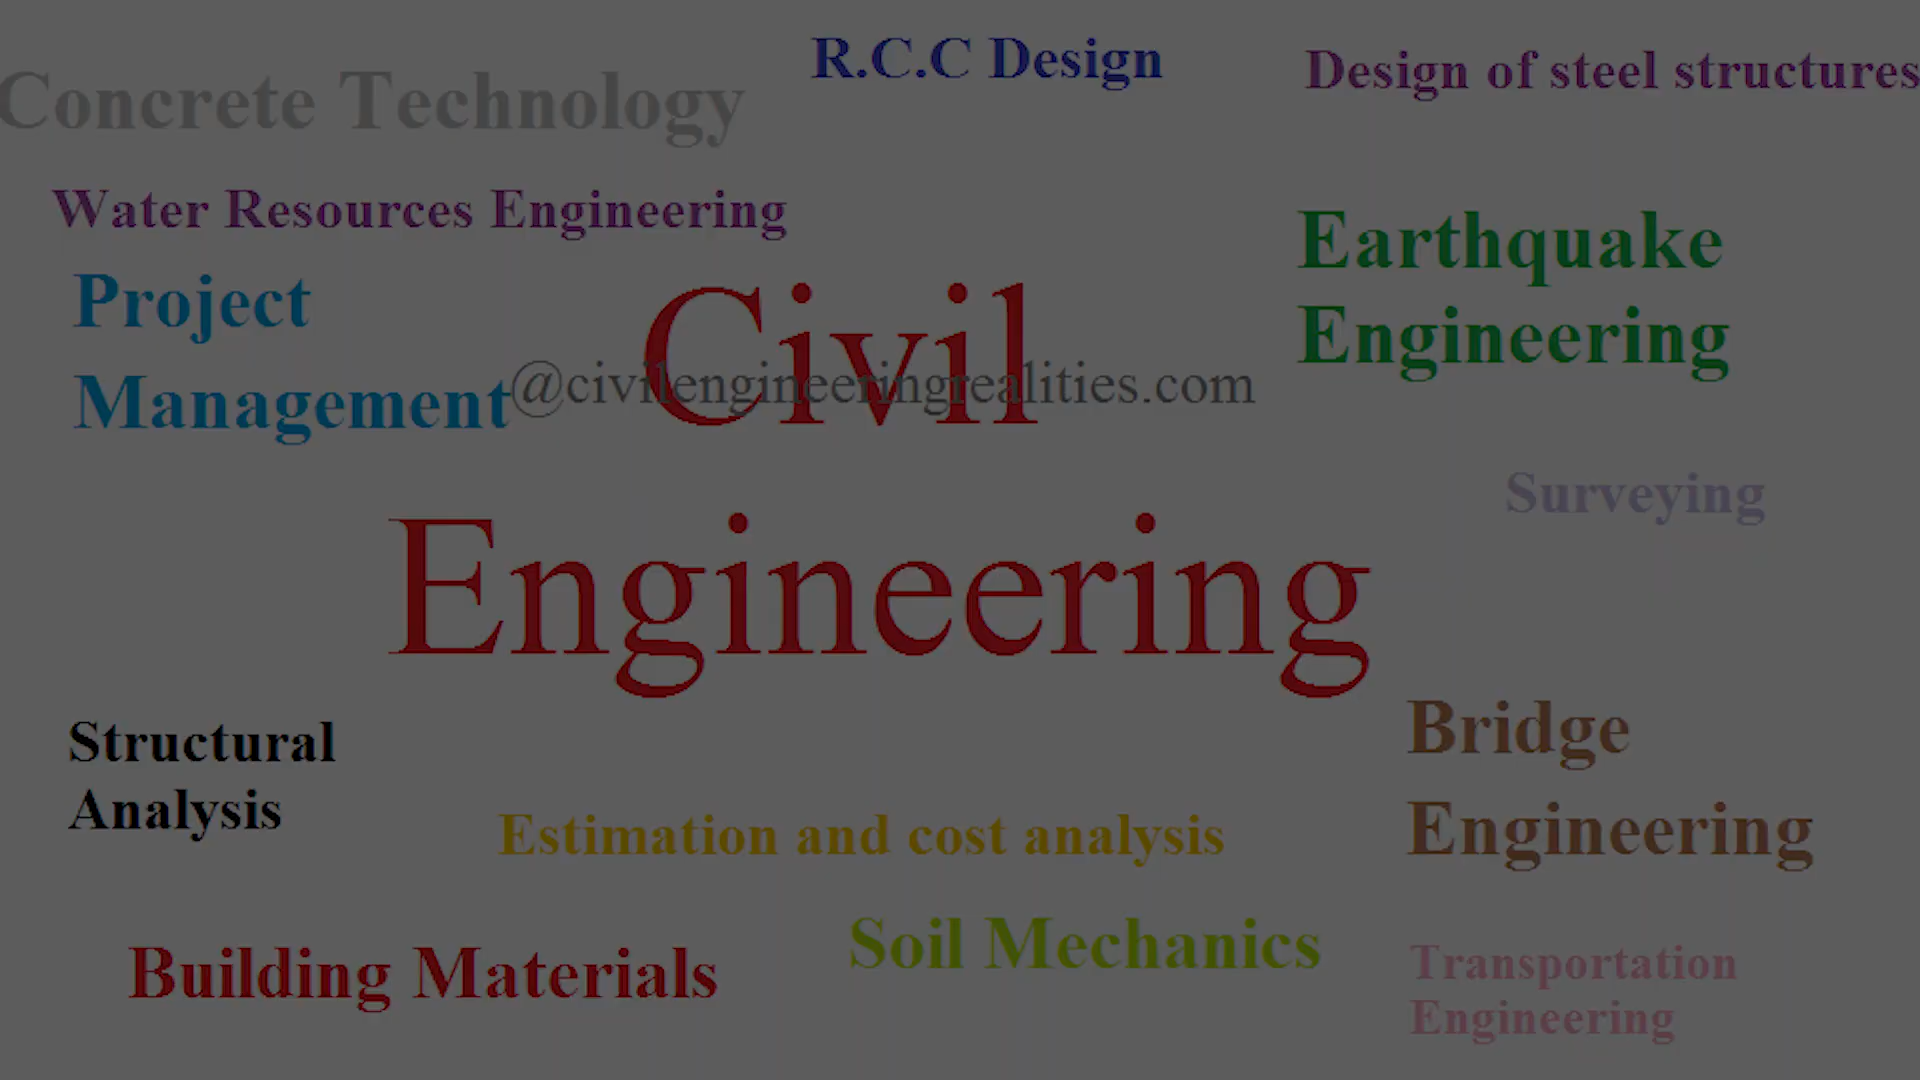 R.C.C Design
Design of steel structures
Concrete Technology
Water Resources Engineering
Earthquake
Engineering
Project
Management
Civil
@civilengineeringrealities.com
Surveying
Engineering
Structural
Analysis
Bridge
Engineering
Estimation and cost analysis
Building Materials
Soil Mechanics
Transportation
Engineering